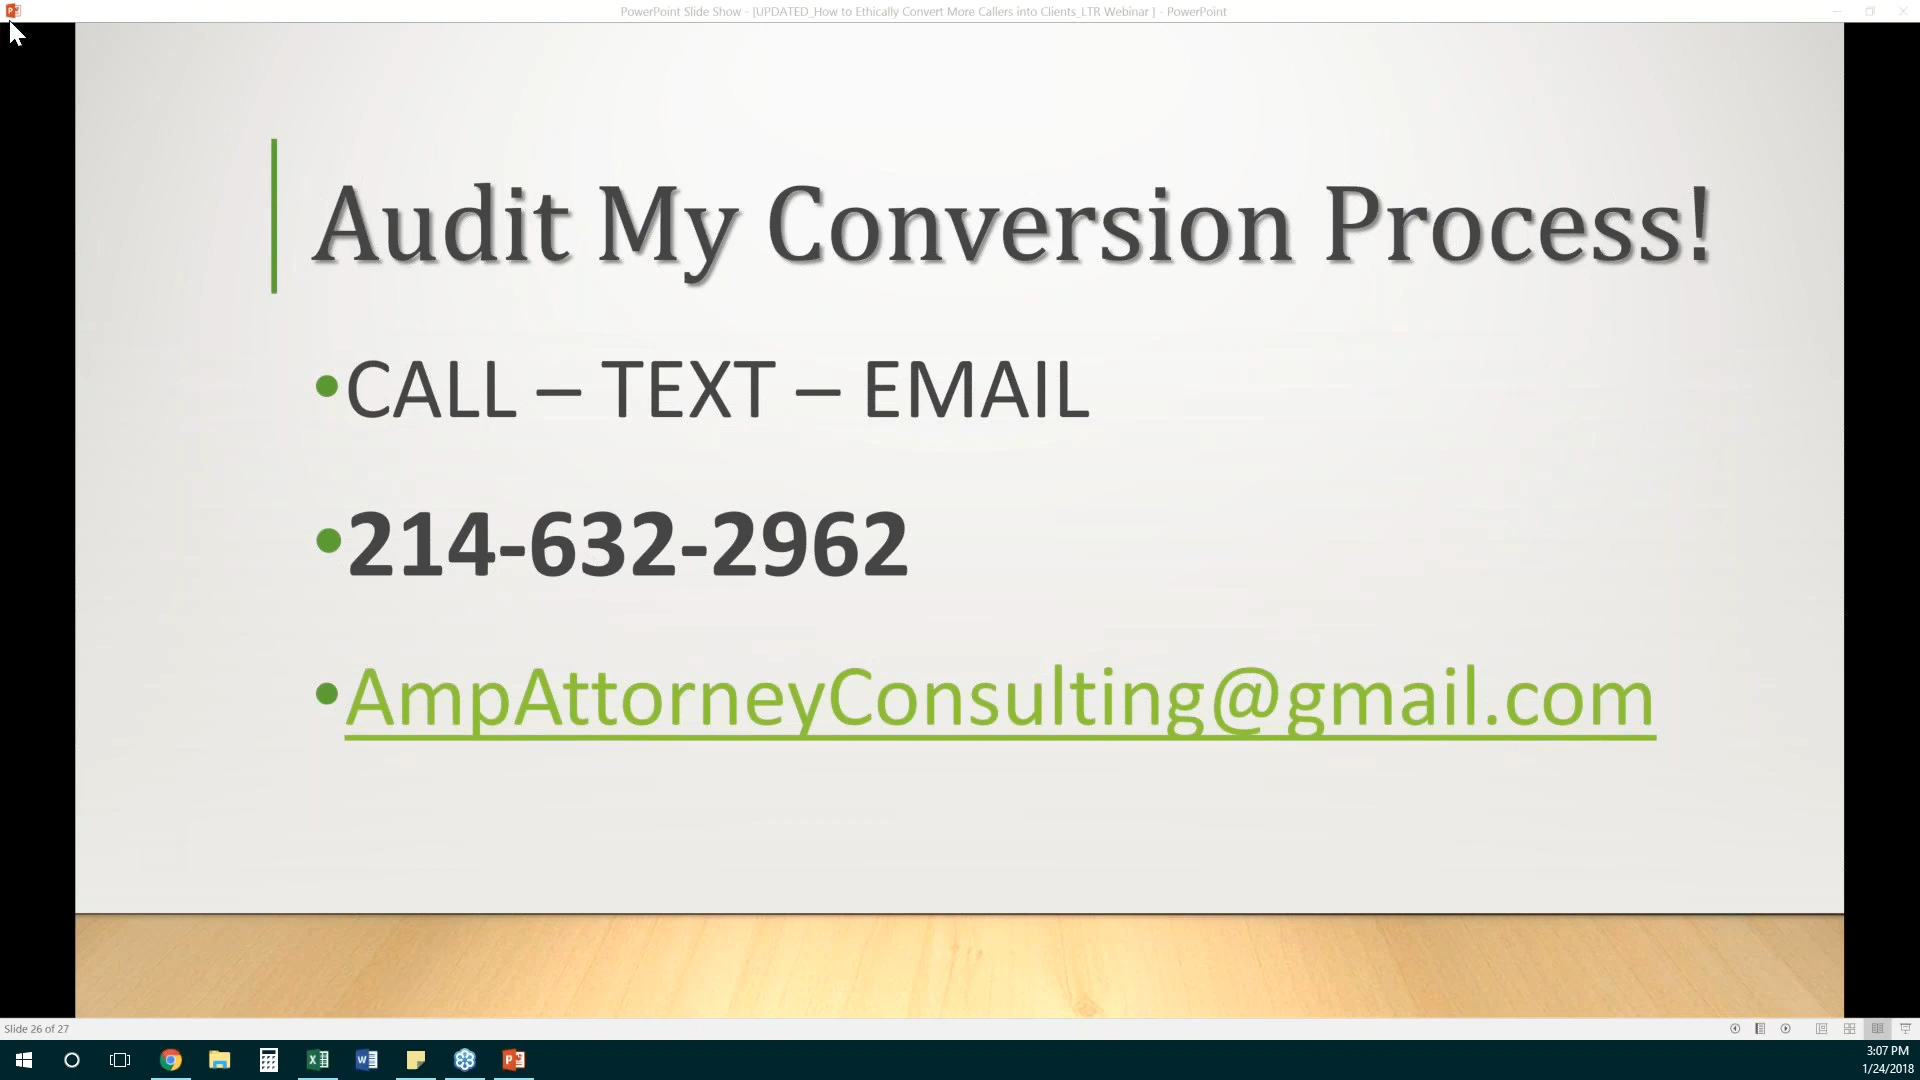 PowerPoint Slide Show - [UPDATED_How to Ethically Convert More Callers into Clients_LTR Webinar ] - PowerPoint
Audit My Conversion Process!
•CALL – TEXT – EMAIL
•214-632-2962
•AmpAttorneyConsulting@gmail.com
Slide 26 of 27
3:07 PM
1/24/2018